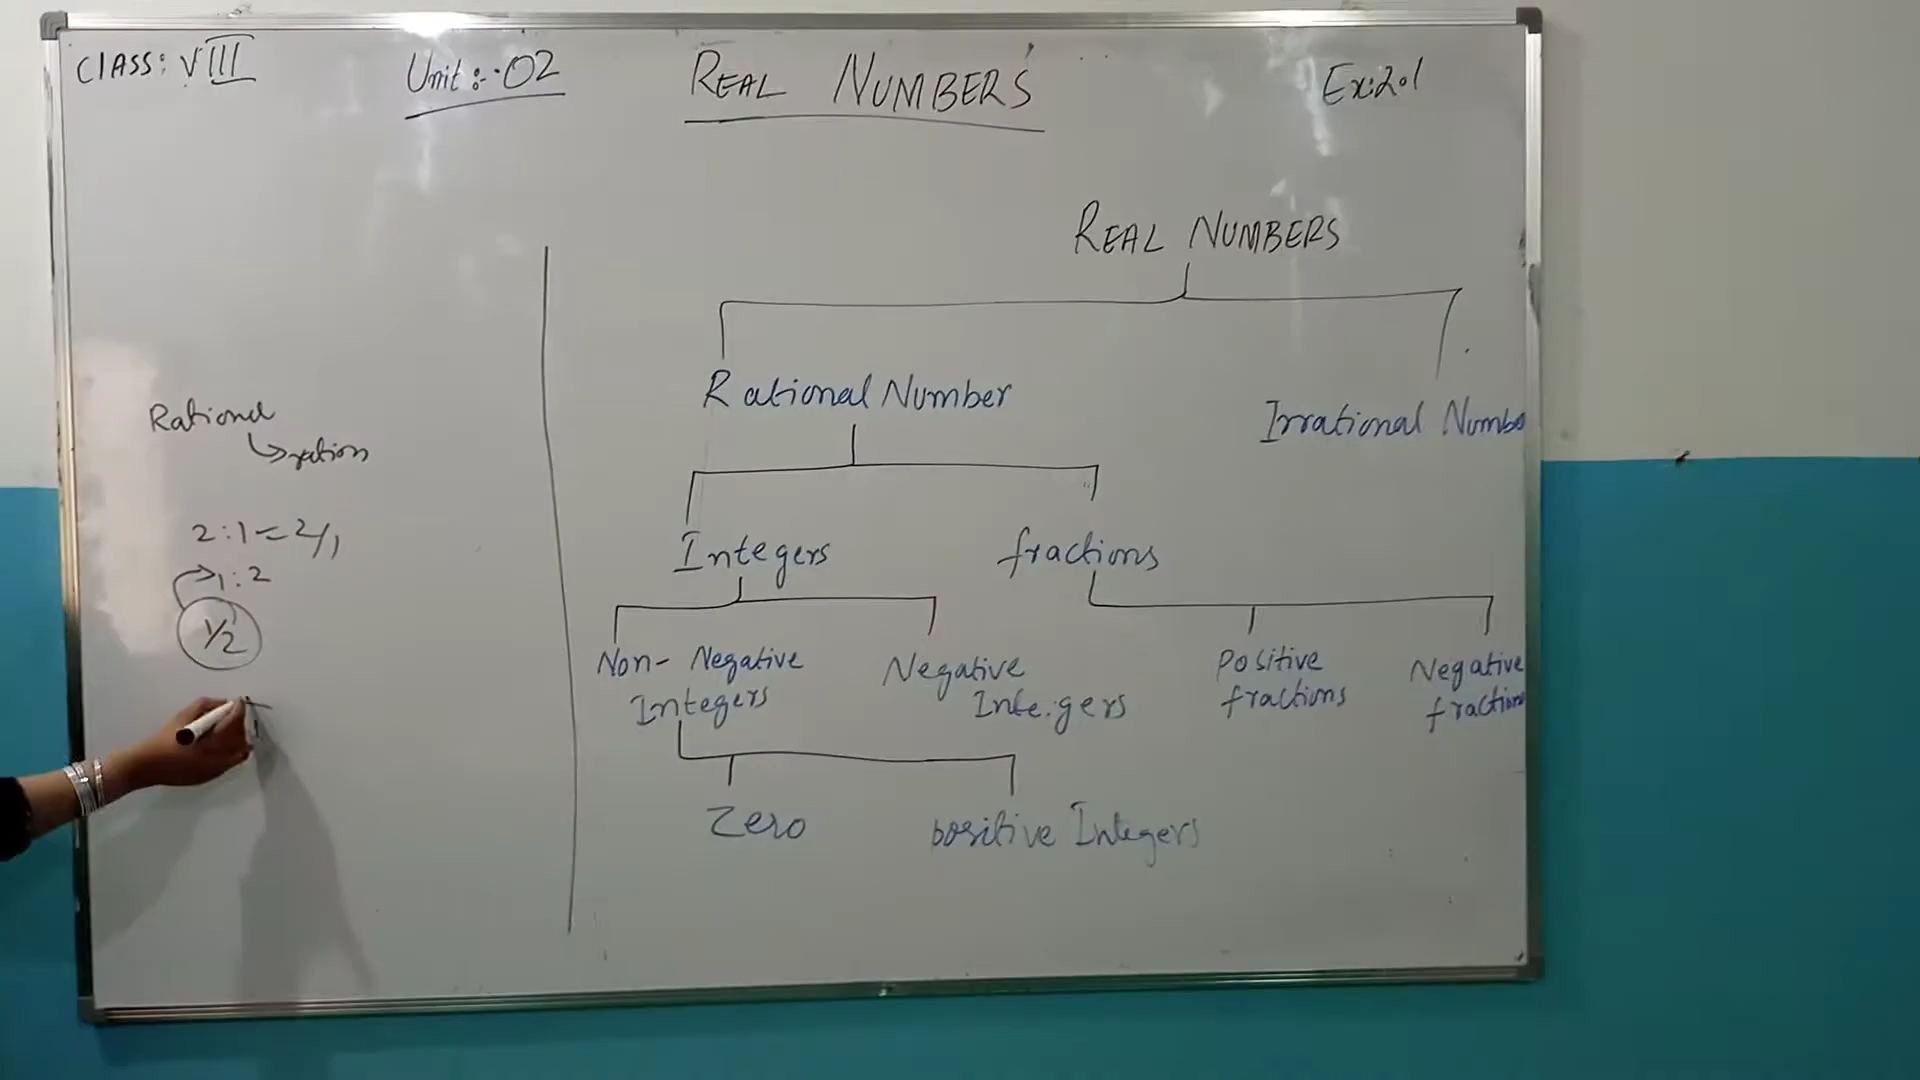 CLASS: VIII
Unit:-02
REAL NUMBERS
Ex:2.1
REAL NUMBERS
Rational Number
Irrational Numbe
Integers
fractions
Non-Negative
Integers
Negative
Integers
Positive
fractions
Negative
fraction
Zero
positive Integers
Rational
ration
2:1=2/1
1:2
1/2